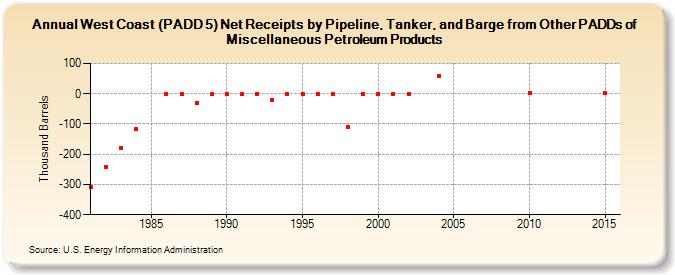 Annual West Coast (PADD 5) Net Receipts by Pipeline, Tanker, and Barge from Other PADDs of
Miscellaneous Petroleum Products
Thousand Barrels
100
0
-100
-200
-300
-400
1985 1990 1995 2000 2005 2010 2015
Source: U.S. Energy Information Administration